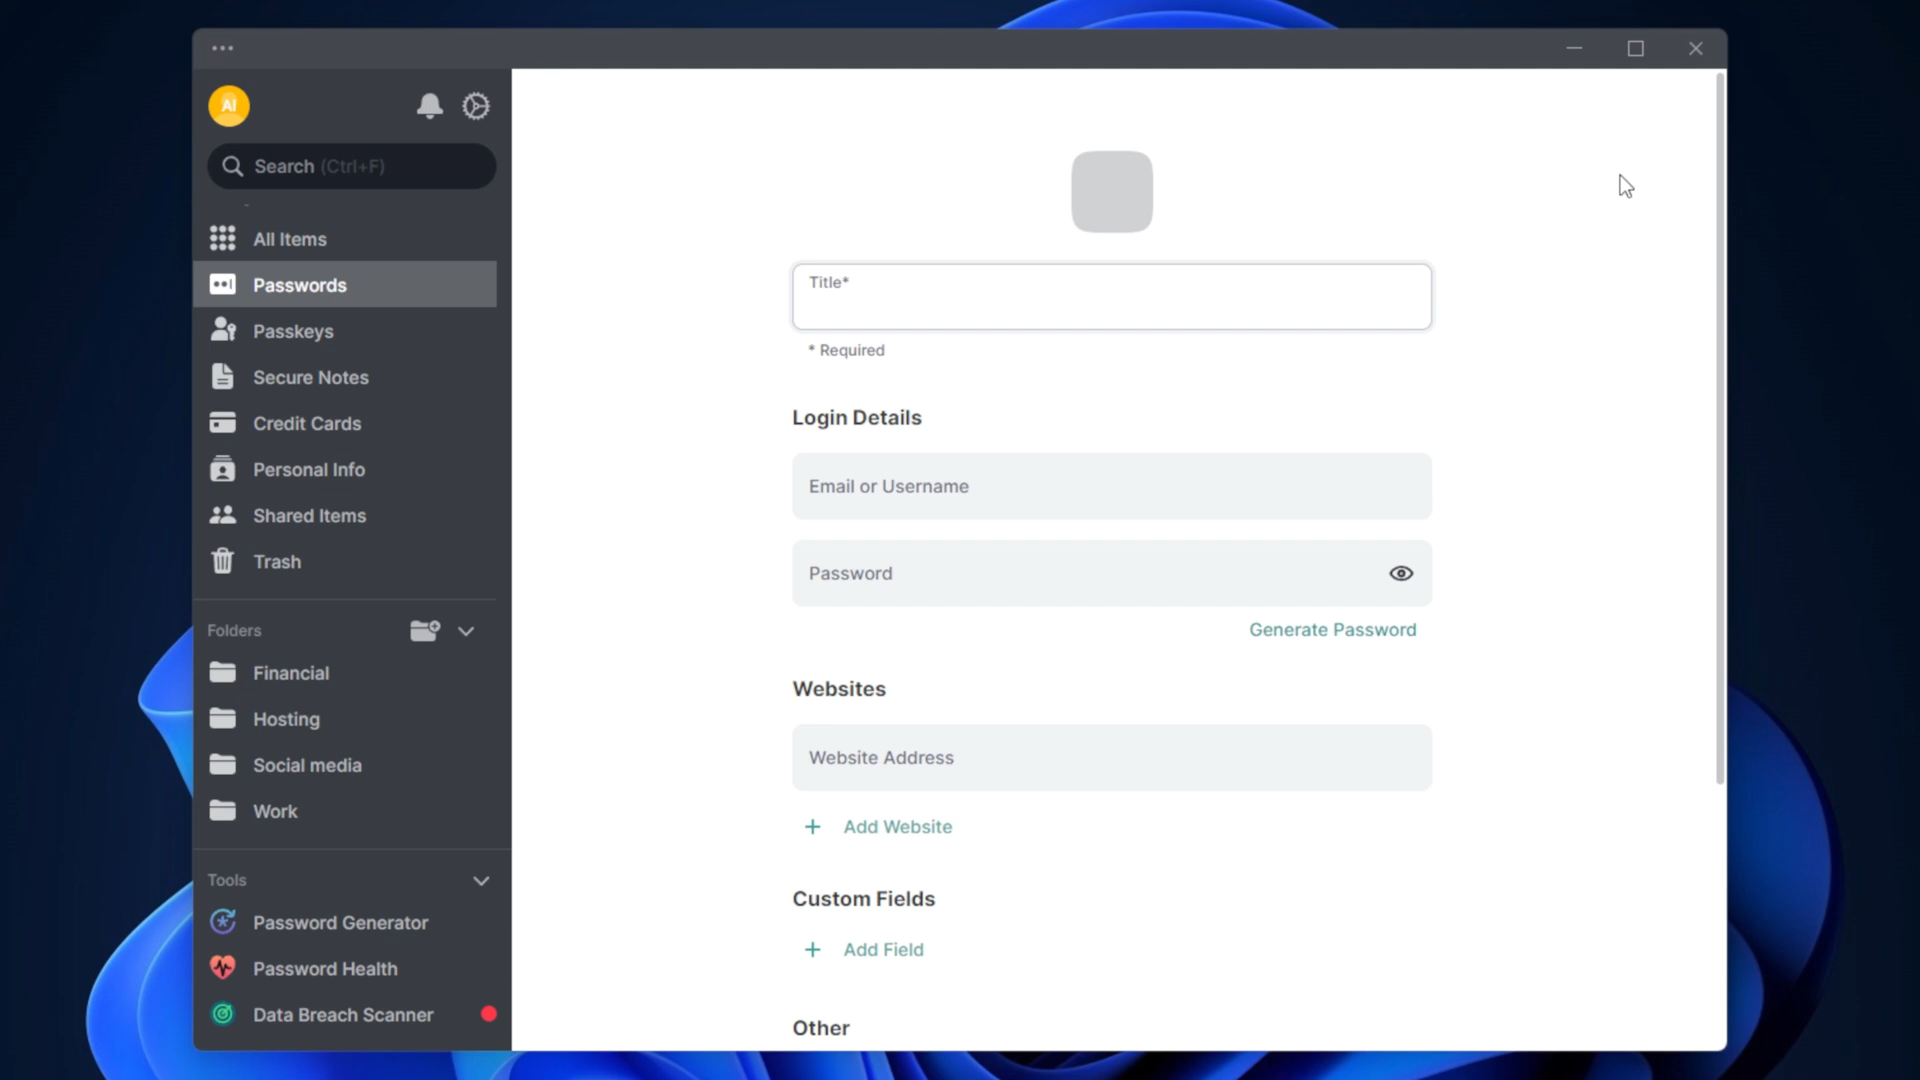 AI
Search (Ctrl+F)
All Items
Passwords
Passkeys
Secure Notes
Credit Cards
Personal Info
Shared Items
Trash
Folders
Financial
Hosting
Social media
Work
Tools
Password Generator
Password Health
Data Breach Scanner
Title*
* Required
Login Details
Email or Username
Password
Generate Password
Websites
Website Address
+ Add Website
Custom Fields
+ Add Field
Other